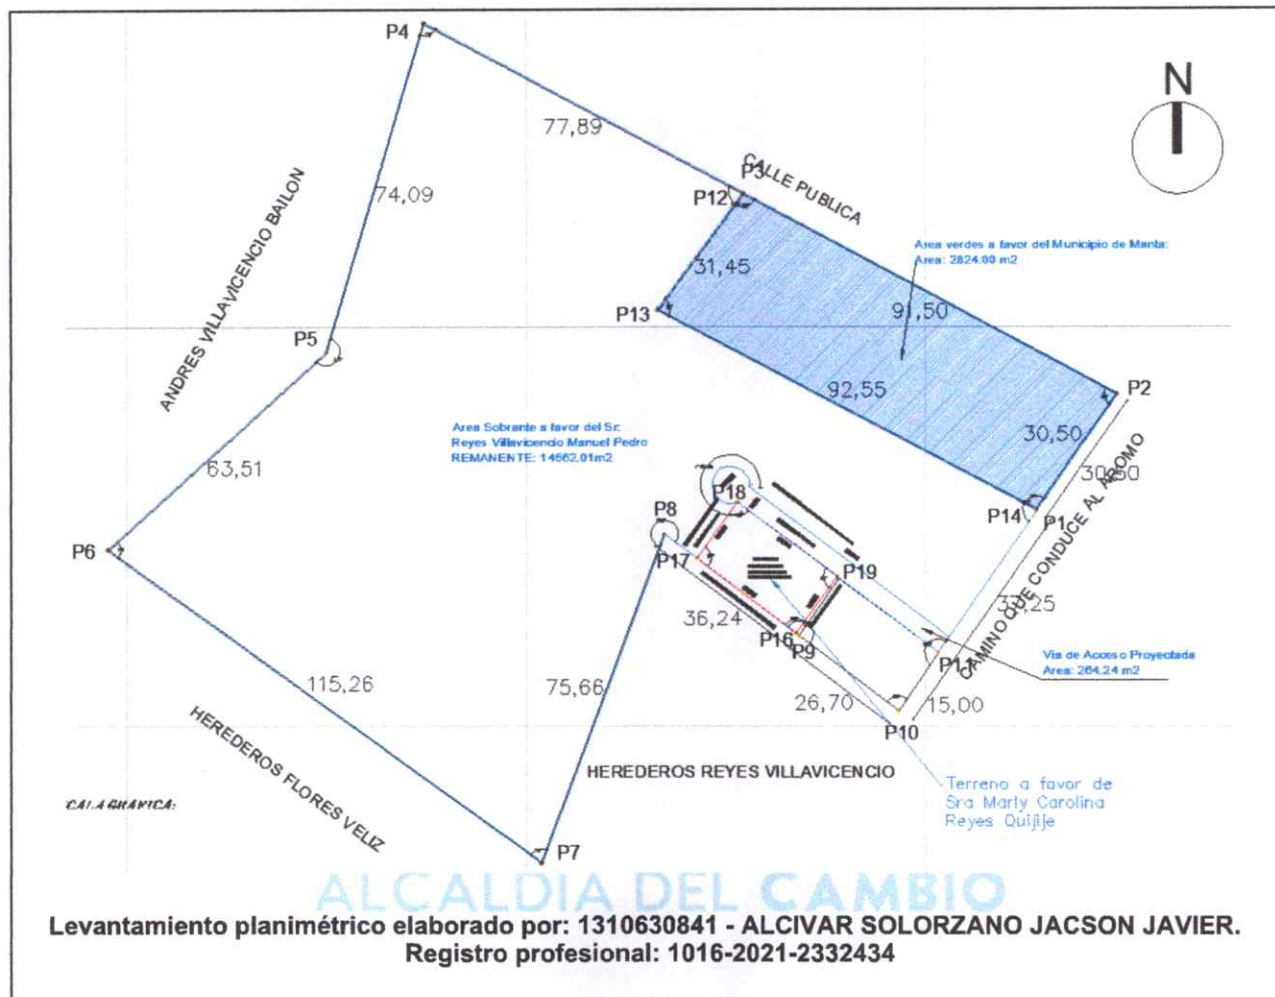 P4
N
77,89
CALLE PUBLICA
P3
P12
74,09
ANDRES VILLAVICENCIO BAILON
Area verdes a favor del Municipio de Manta:
Area: 2824.00 m2
31,45
P13
91,50
P5
92,55
P2
Area Sobrante a favor del Sr.
Reyes Villavicencio Manuel Pedro
REMANENTE: 14562.01m2
30,50
30,50
63,51
P18
P14
P1
P8
P6
P17
P19
33,25
CAMINO QUE CONDUCE AL AROMO
36,24
P16
P9
P11
Via de Acceso Proyectada
Area: 264.24 m2
115,26
75,66
26,70
15,00
P10
HEREDEROS FLORES VELIZ
HEREDEROS REYES VILLAVICENCIO
Terreno a favor de
Sra Marly Carolina
Reyes Quijije
P7
ALCALDIA DEL CAMBIO
Levantamiento planimétrico elaborado por: 1310630841 - ALCIVAR SOLORZANO JACSON JAVIER.
Registro profesional: 1016-2021-2332434